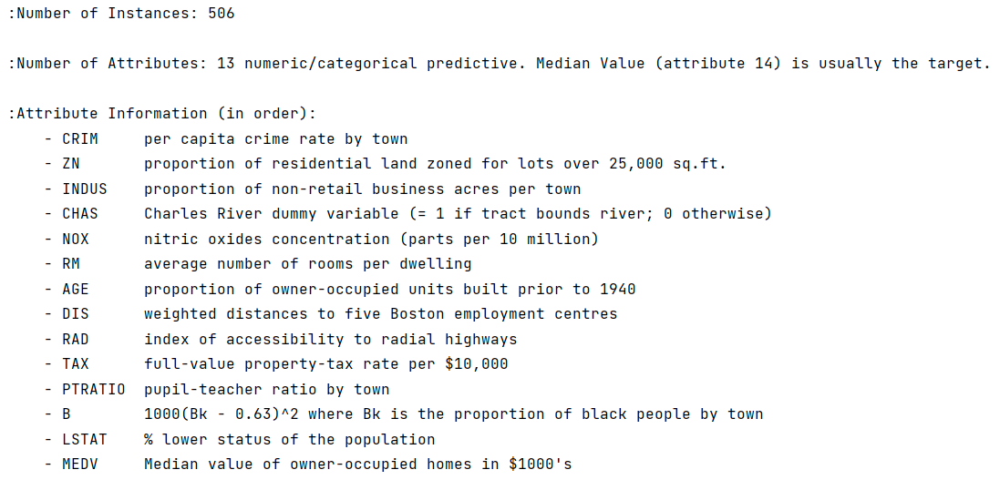 :Number of Instances: 506
:Number of Attributes: 13 numeric/categorical predictive. Median Value (attribute 14) is usually the target.
:Attribute Information (in order):
- CRIM     per capita crime rate by town
- ZN       proportion of residential land zoned for lots over 25,000 sq.ft.
- INDUS    proportion of non-retail business acres per town
- CHAS     Charles River dummy variable (= 1 if tract bounds river; 0 otherwise)
- NOX      nitric oxides concentration (parts per 10 million)
- RM       average number of rooms per dwelling
- AGE      proportion of owner-occupied units built prior to 1940
- DIS      weighted distances to five Boston employment centres
- RAD      index of accessibility to radial highways
- TAX      full-value property-tax rate per $10,000
- PTRATIO  pupil-teacher ratio by town
- B        1000(Bk - 0.63)^2 where Bk is the proportion of black people by town
- LSTAT    % lower status of the population
- MEDV     Median value of owner-occupied homes in $1000's